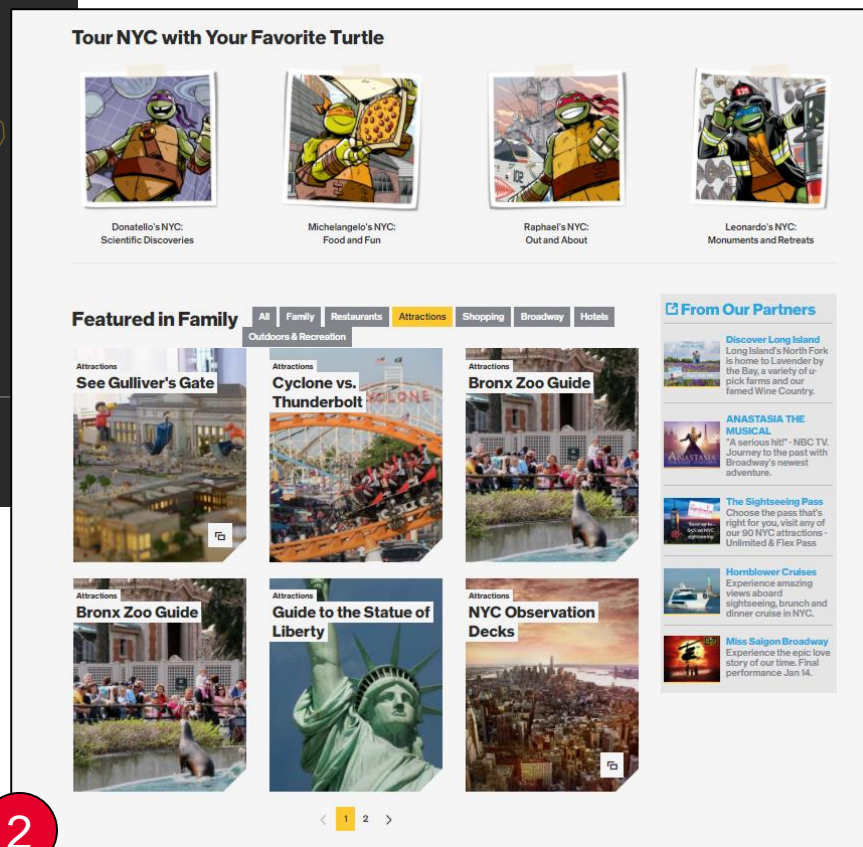 Tour NYC with Your Favorite Turtle
Donatello's NYC:
Scientific Discoveries
Michelangelo's NYC:
Food and Fun
Raphael's NYC:
Out and About
Leonardo's NYC:
Monuments and Retreats
Featured in Family
All
Family
Restaurants
Attractions
Shopping
Broadway
Hotels
Outdoors & Recreation
Attractions
See Gulliver's Gate
Attractions
Cyclone vs.
Thunderbolt
CYCLONE
Attractions
Bronx Zoo Guide
Attractions
Bronx Zoo Guide
Attractions
Guide to the Statue of
Liberty
Attractions
NYC Observation
Decks
< 1 2 >
From Our Partners
Discover Long Island
Long Island's North Fork
is home to Lavender by
the Bay, a variety of u-
pick farms and our
famed Wine Country.
ANASTASIA
ANASTASIA THE
MUSICAL
"A serious hit!" - NBC TV.
Journey to the past with
Broadway's newest
adventure.
The Sightseeing Pass
Choose the pass that's
right for you, visit any of
our 90 NYC attractions -
Unlimited & Flex Pass
Hornblower Cruises
Experience amazing
views aboard
sightseeing, brunch and
dinner cruise in NYC.
Miss Saigon Broadway
Experience the epic love
story of our time. Final
performance Jan 14.
2